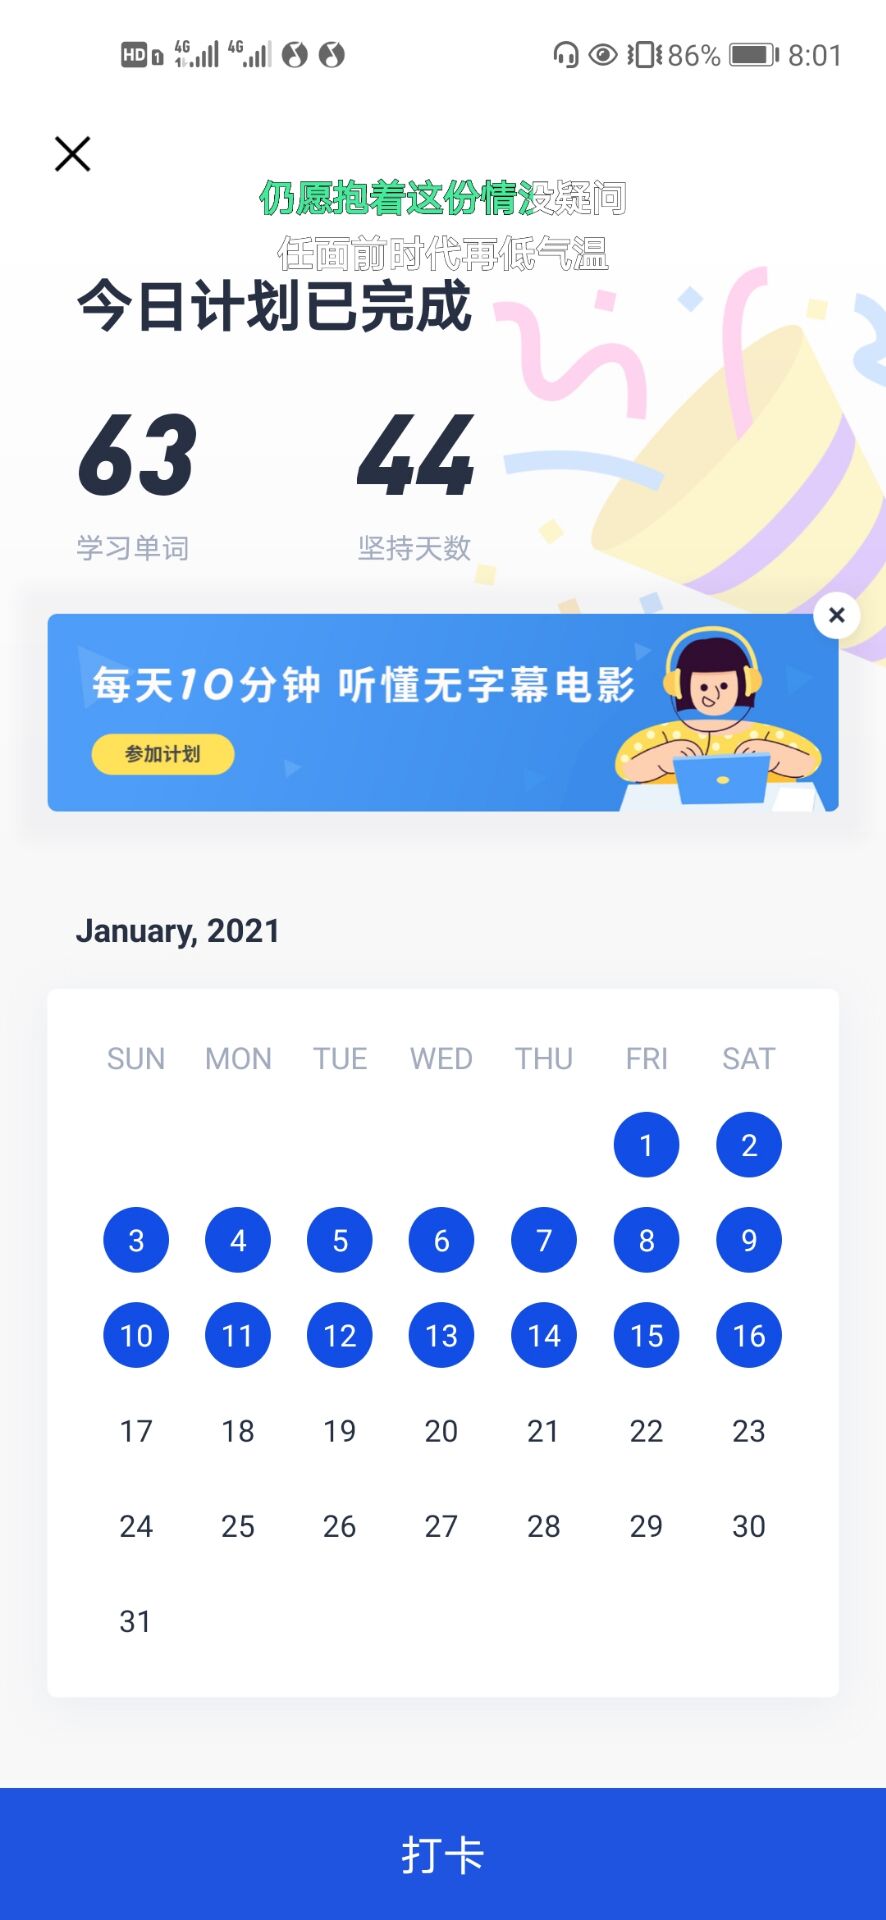 HD 1 4G 4G 86% 8:01
仍愿抱着这份情没疑问
任面前时代再低气温
今日计划已完成
63 44
学习单词 坚持天数
每天10分钟 听懂无字幕电影
参加计划
January, 2021
SUN MON TUE WED THU FRI SAT
1 2
3 4 5 6 7 8 9
10 11 12 13 14 15 16
17 18 19 20 21 22 23
24 25 26 27 28 29 30
31
打卡